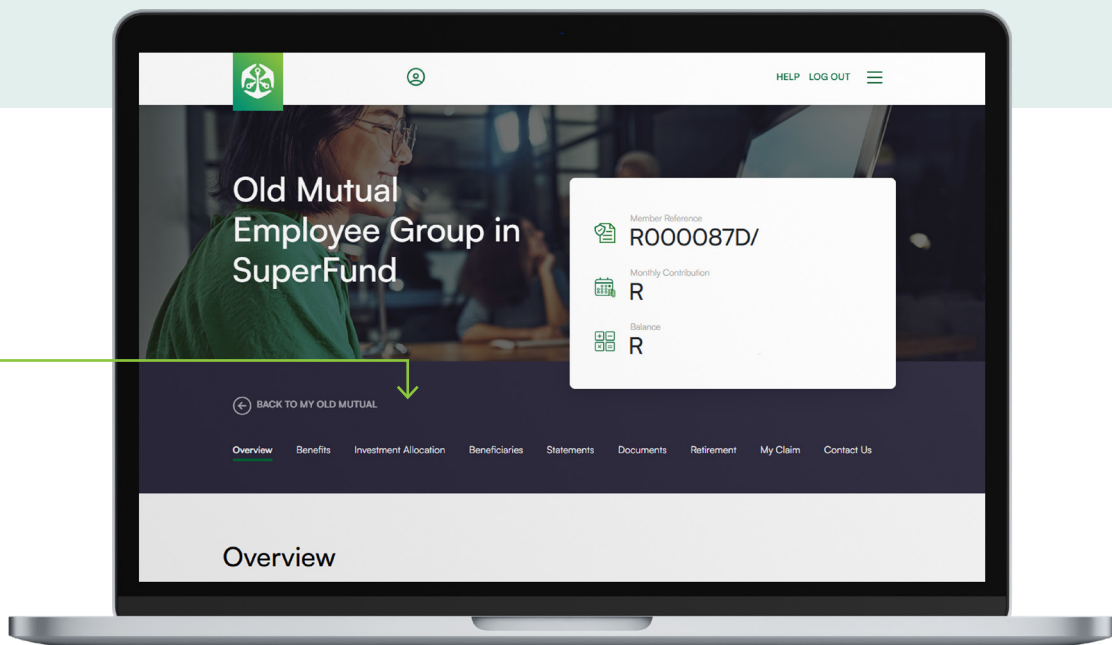 HELP LOG OUT
Old Mutual
Employee Group in
SuperFund
Member Reference
R000087D/
Monthly Contribution
R
Balance
R
BACK TO MY OLD MUTUAL
Overview Benefits Investment Allocation Beneficiaries Statements Documents Retirement My Claim Contact Us
Overview